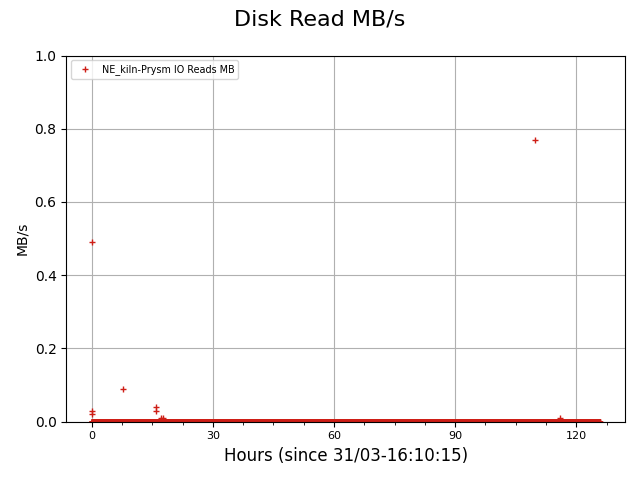 Disk Read MB/s
1.0
NE_kiln-Prysm IO Reads MB
0.8
0.6
MB/s
0.4
0.2
0.0
0 30 60 90 120
Hours (since 31/03-16:10:15)